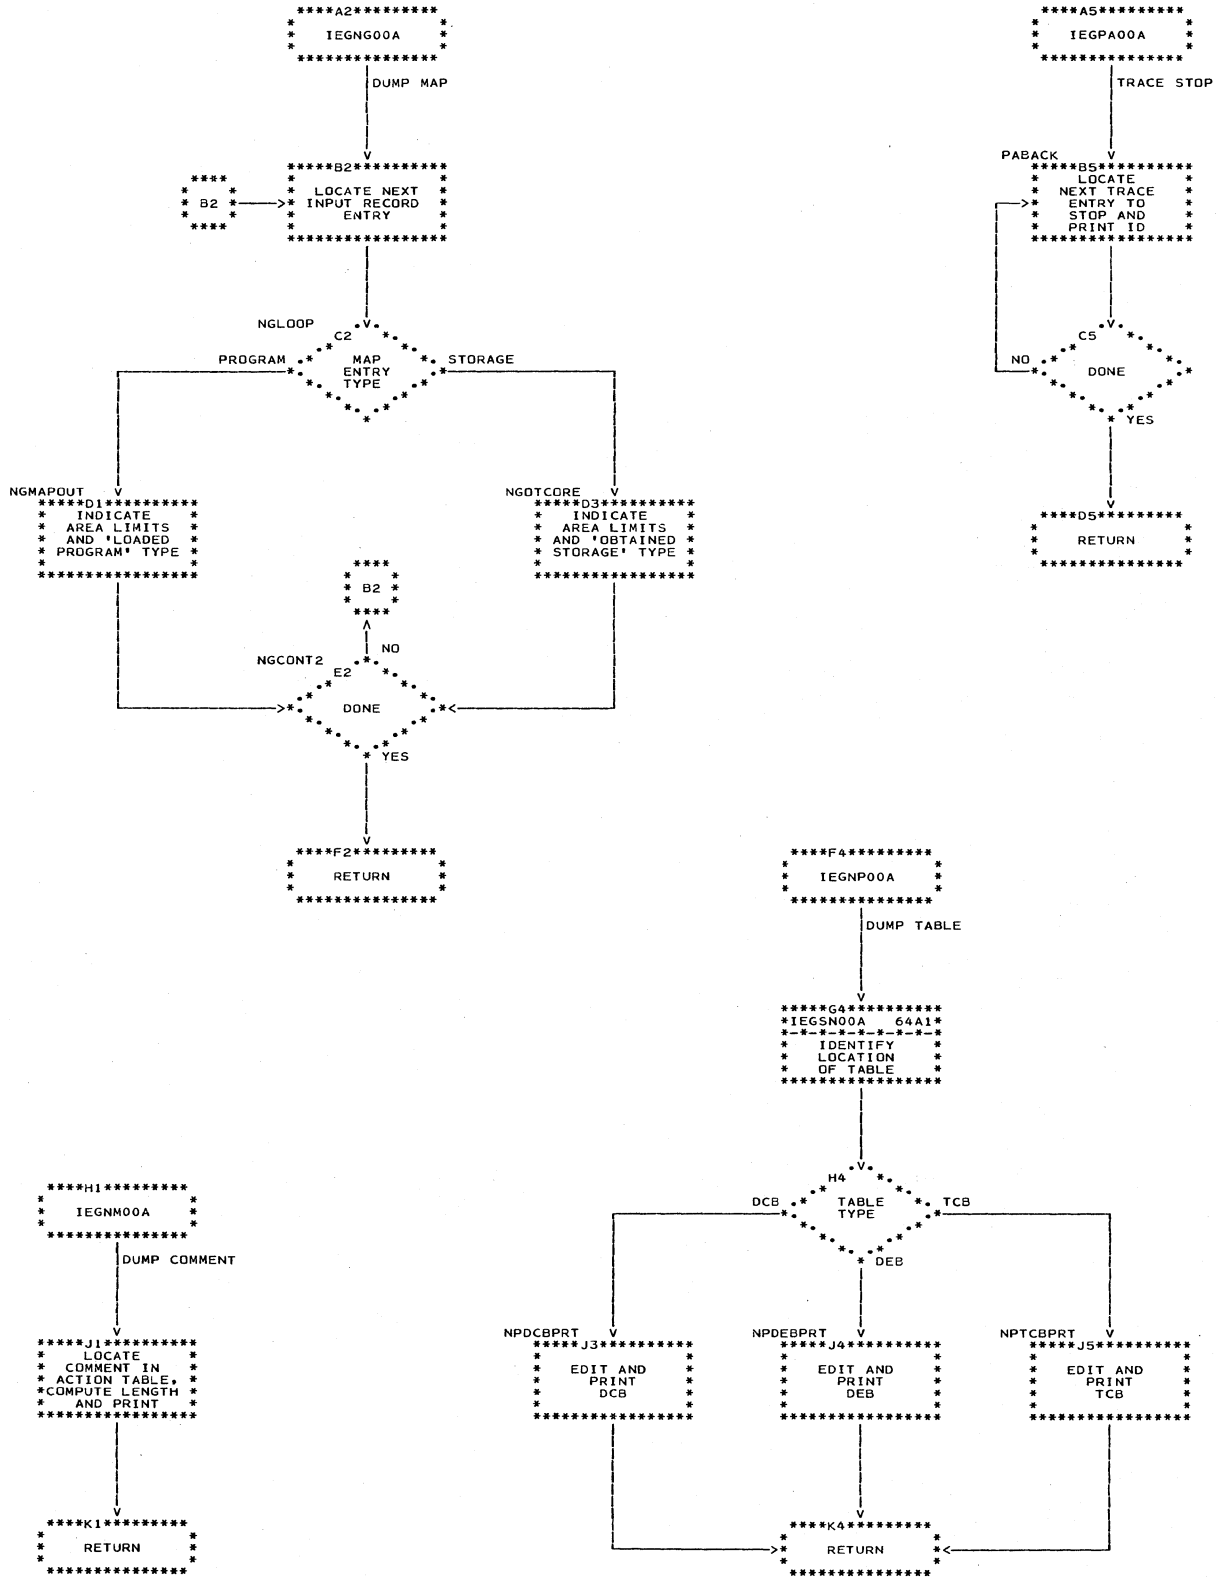 A2
IEGNG00A
DUMP MAP
B2
B2
LOCATE NEXT
INPUT RECORD
ENTRY
NGLOOP
C2
PROGRAM
MAP
ENTRY
TYPE
STORAGE
NGMAPOUT
D1
INDICATE
AREA LIMITS
AND 'LOADED
PROGRAM' TYPE
NGOTCORE
D3
INDICATE
AREA LIMITS
AND 'OBTAINED
STORAGE' TYPE
B2
NO
NGCONT2
E2
DONE
YES
F2
RETURN
A5
IEGPA00A
TRACE STOP
PABACK
B5
LOCATE
NEXT TRACE
ENTRY TO
STOP AND
PRINT ID
C5
NO
DONE
YES
D5
RETURN
F4
IEGNP00A
DUMP TABLE
G4
IEGSN00A 64A1
IDENTIFY
LOCATION
OF TABLE
H4
DCB
TABLE
TYPE
TCB
DEB
NPDCBPRT
J3
EDIT AND
PRINT
DCB
NPDEBPRT
J4
EDIT AND
PRINT
DEB
NPTCBPRT
J5
EDIT AND
PRINT
TCB
K4
RETURN
H1
IEGNM00A
DUMP COMMENT
J1
LOCATE
COMMENT IN
ACTION TABLE,
COMPUTE LENGTH
AND PRINT
K1
RETURN